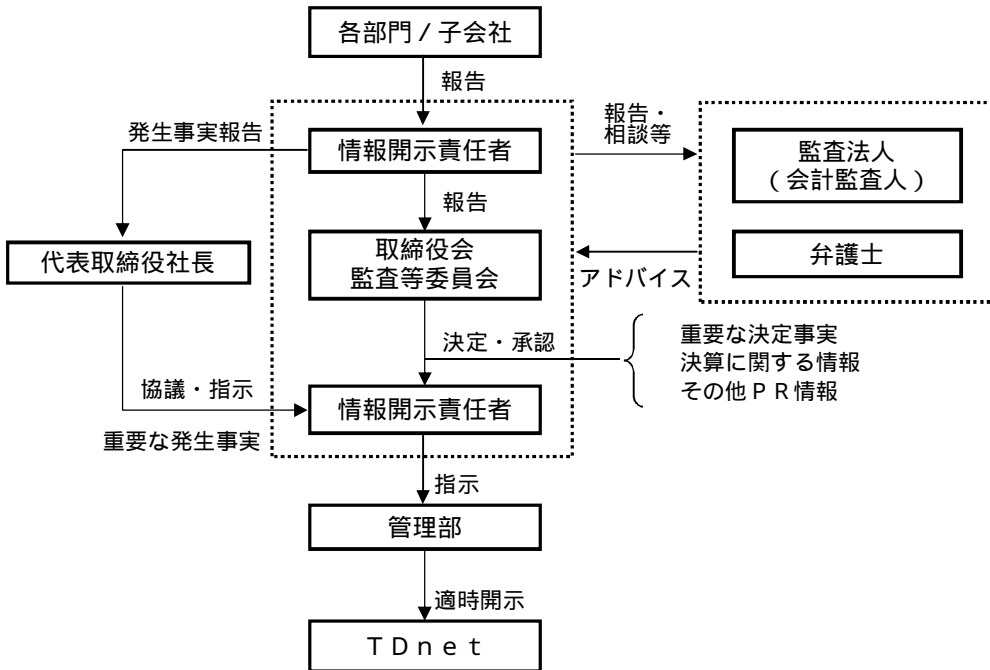 各部門/子会社
報告
発生事実報告
情報開示責任者
報告・
相談等
監査法人
(会計監査人)
報告
代表取締役社長
取締役会
監査等委員会
弁護士
アドバイス
決定・承認
重要な決定事実
決算に関する情報
その他PR情報
協議・指示
情報開示責任者
重要な発生事実
指示
管理部
適時開示
TDnet